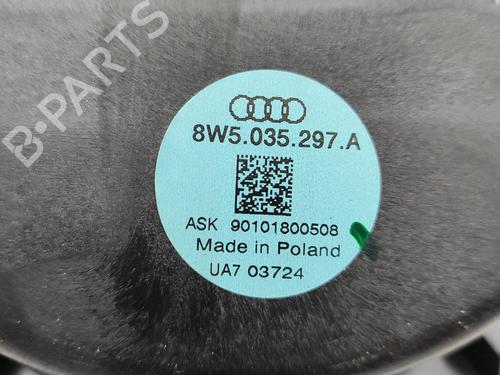 B-PARTS
8W5.035.297.A
ASK 90101800508
Made in Poland
UA7 03724